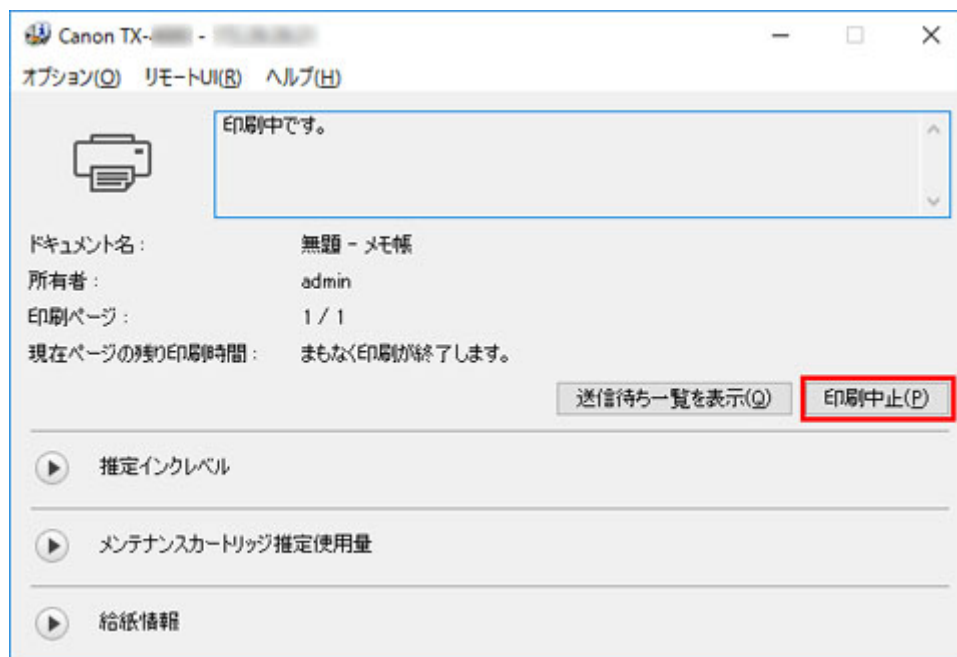 Canon TX- -
オプション(O) リモートUI(R) ヘルプ(H)
印刷中です。
ドキュメント名 : 無題 - メモ帳
所有者 : admin
印刷ページ : 1 / 1
現在ページの残り印刷時間 : まもなく印刷が終了します。
送信待ち一覧を表示(Q) 印刷中止(P)
推定インクレベル
メンテナンスカートリッジ推定使用量
給紙情報